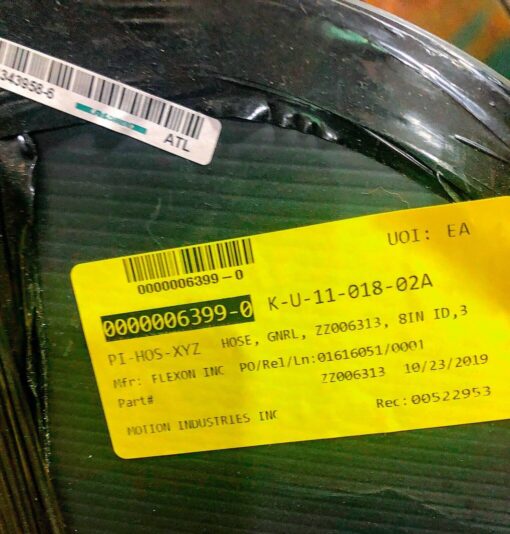 343958-6
ATL
UOI: EA
0000006399-0
0000006399-0 K-U-11-018-02A
PI-HOS-XYZ HOSE, GNRL, ZZ006313, 8IN ID,3
Mfr: FLEXON INC PO/Rel/Ln:01616051/0001
Part# ZZ006313 10/23/2019
MOTION INDUSTRIES INC Rec: 00522953